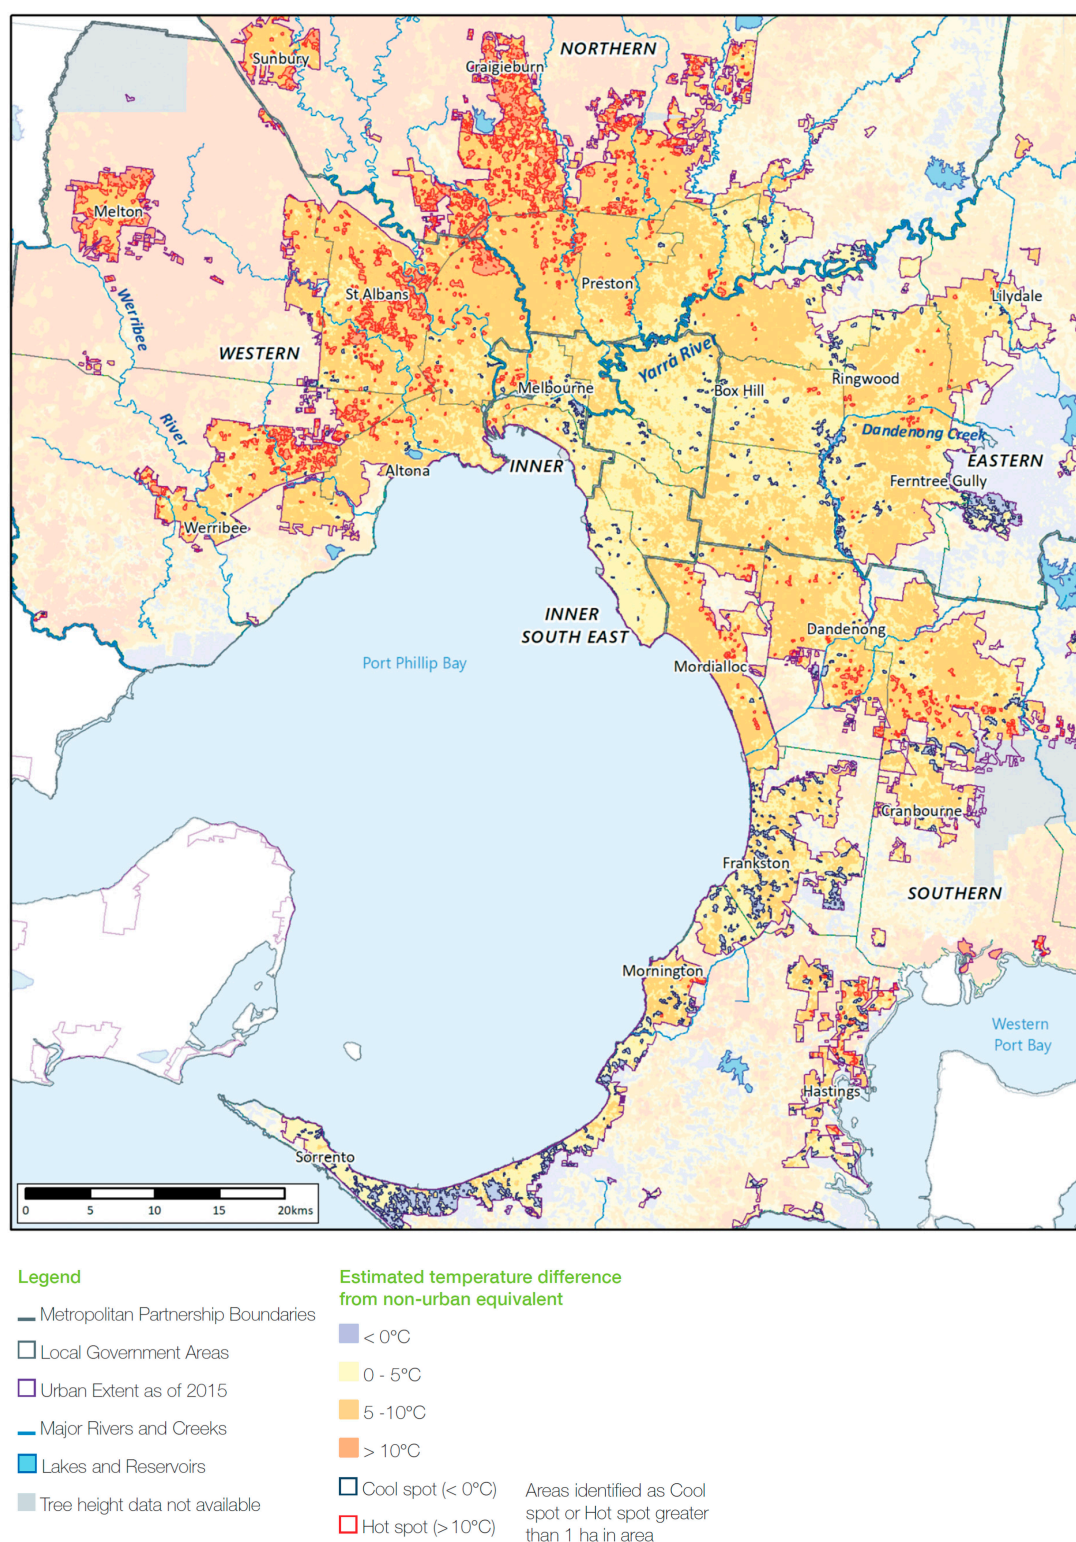 NORTHERN
Sunbury
Craigieburn
Melton
Preston
St Albans
Lilydale
Werribee
River
WESTERN
Yarra River
Melbourne
Box Hill
Ringwood
Dandenong Creek
EASTERN
INNER
Altona
Ferntree Gully
Werribee
INNER
SOUTH EAST
Dandenong
Port Phillip Bay
Mordialloc
Cranbourne
Frankston
SOUTHERN
Mornington
Western
Port Bay
Hastings
Sorrento
0 5 10 15 20kms
Legend
Metropolitan Partnership Boundaries
Local Government Areas
Urban Extent as of 2015
Major Rivers and Creeks
Lakes and Reservoirs
Tree height data not available
Estimated temperature difference
from non-urban equivalent
< 0°C
0 - 5°C
5 -10°C
> 10°C
Cool spot (< 0°C)
Hot spot (> 10°C)
Areas identified as Cool
spot or Hot spot greater
than 1 ha in area